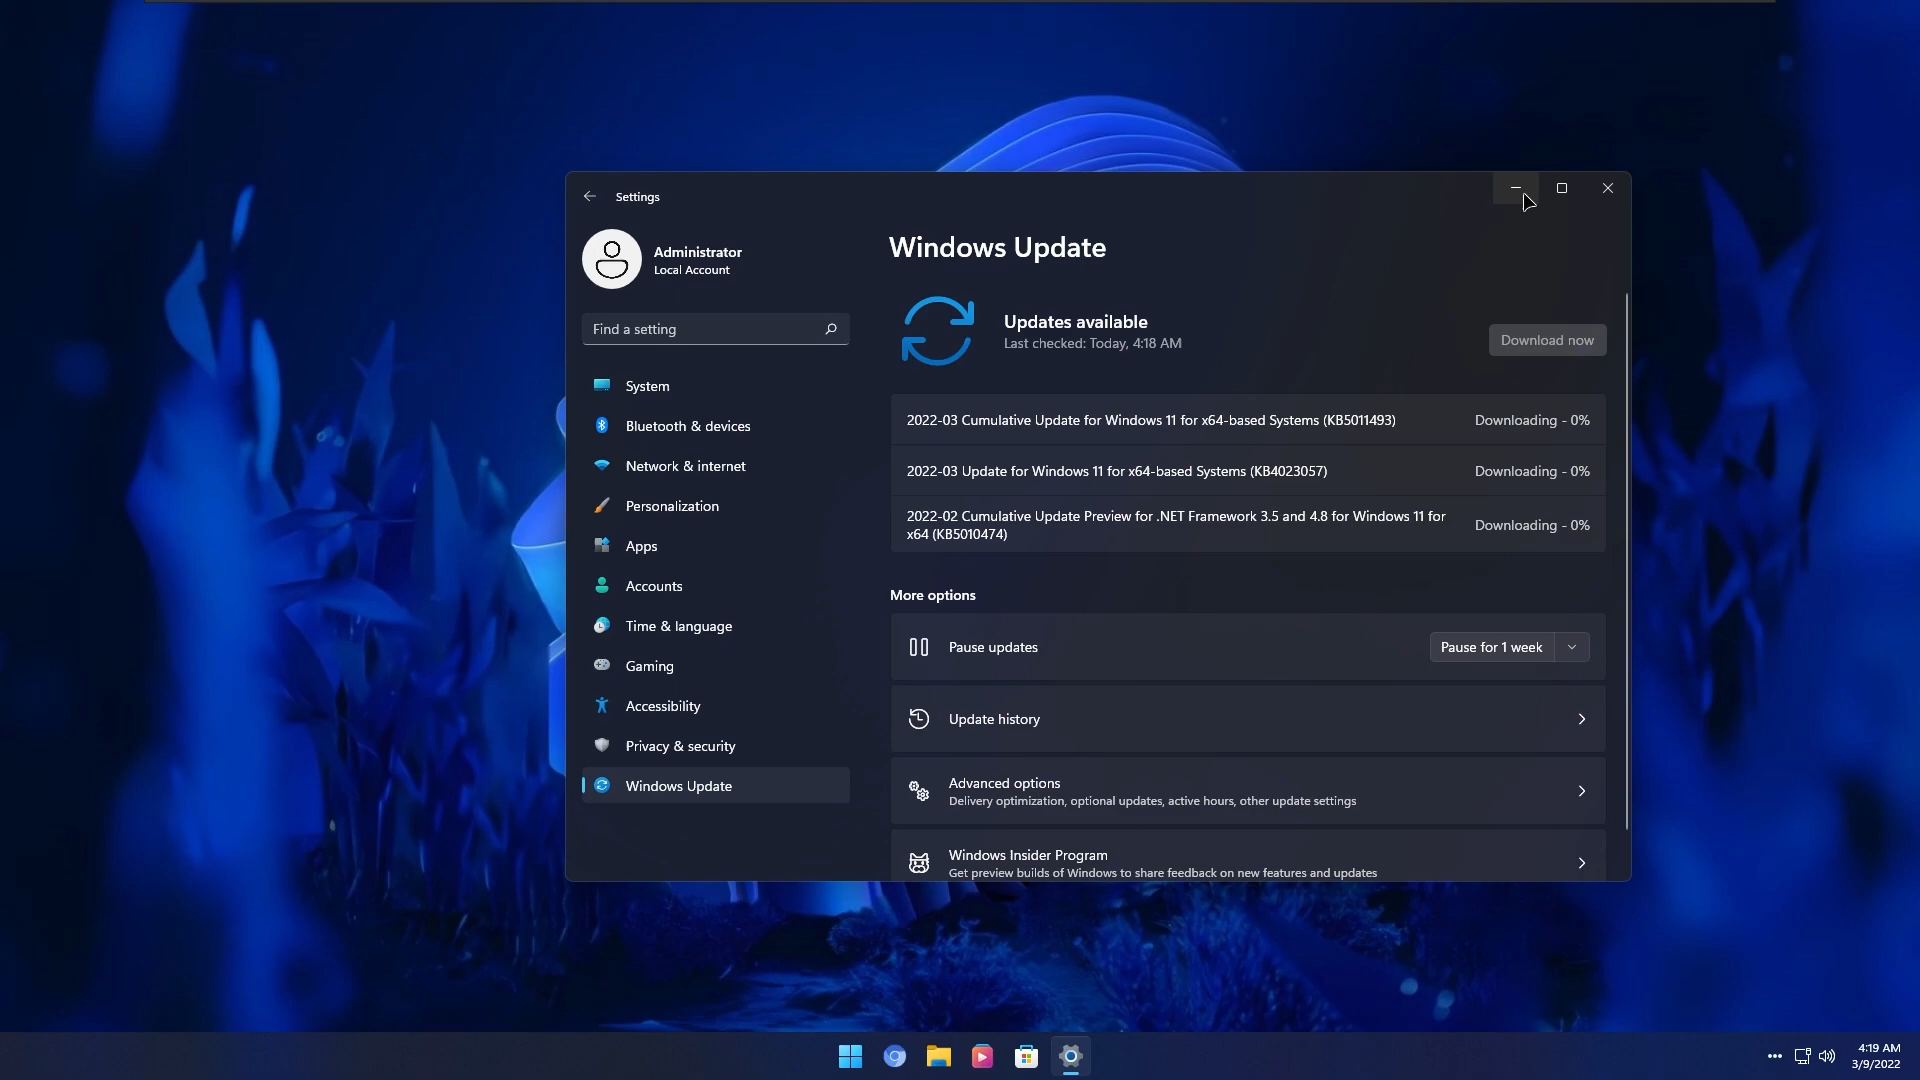 Settings
Administrator
Local Account
Find a setting
System
Bluetooth & devices
Network & internet
Personalization
Apps
Accounts
Time & language
Gaming
Accessibility
Privacy & security
Windows Update
Windows Update
Updates available
Last checked: Today, 4:18 AM
Download now
2022-03 Cumulative Update for Windows 11 for x64-based Systems (KB5011493)
Downloading - 0%
2022-03 Update for Windows 11 for x64-based Systems (KB4023057)
Downloading - 0%
2022-02 Cumulative Update Preview for .NET Framework 3.5 and 4.8 for Windows 11 for
x64 (KB5010474)
Downloading - 0%
More options
Pause updates
Pause for 1 week
Update history
Advanced options
Delivery optimization, optional updates, active hours, other update settings
Windows Insider Program
Get preview builds of Windows to share feedback on new features and updates
4:19 AM
3/9/2022